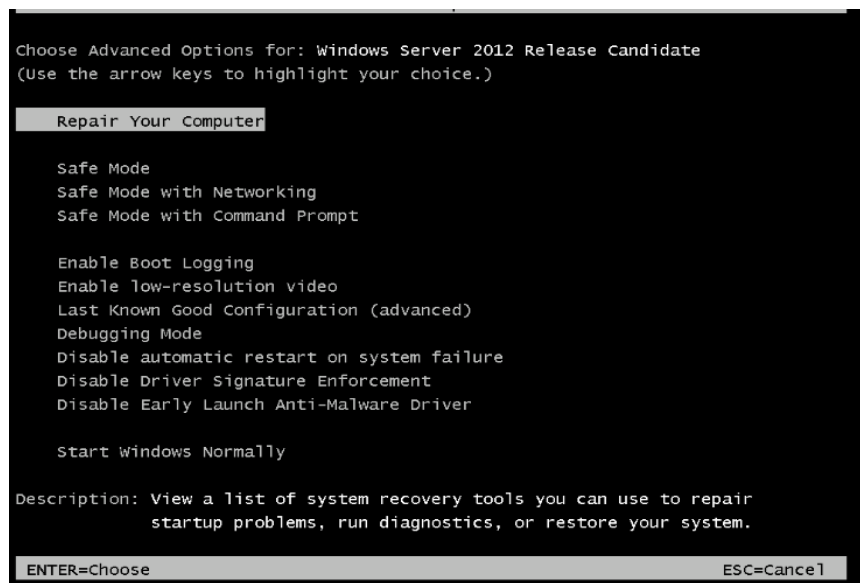 Choose Advanced Options for: Windows Server 2012 Release Candidate
(Use the arrow keys to highlight your choice.)
Repair Your Computer
Safe Mode
Safe Mode with Networking
Safe Mode with Command Prompt
Enable Boot Logging
Enable low-resolution video
Last Known Good Configuration (advanced)
Debugging Mode
Disable automatic restart on system failure
Disable Driver Signature Enforcement
Disable Early Launch Anti-Malware Driver
Start Windows Normally
Description: View a list of system recovery tools you can use to repair
startup problems, run diagnostics, or restore your system.
ENTER=Choose ESC=Cancel